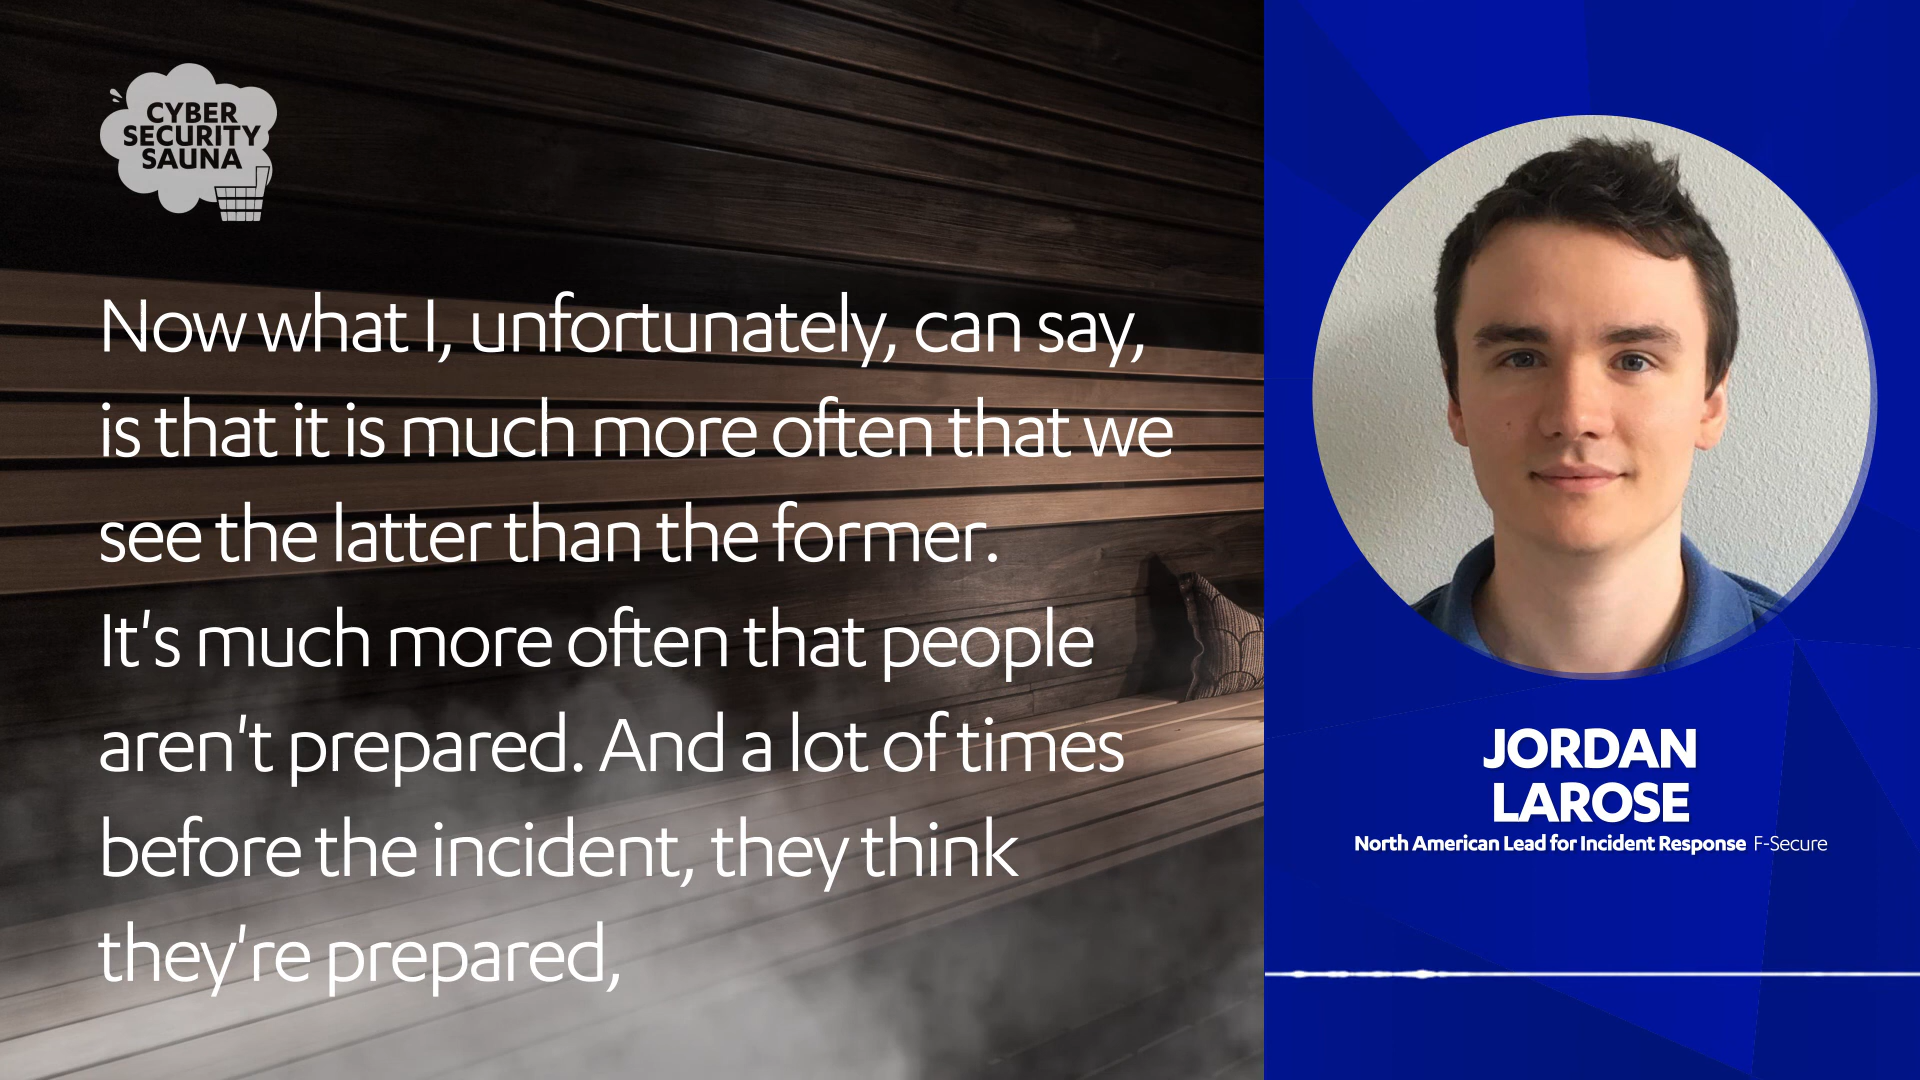 CYBER
SECURITY
SAUNA
Now what I, unfortunately, can say,
is that it is much more often that we
see the latter than the former.
It's much more often that people
aren't prepared. And a lot of times
before the incident, they think
they're prepared,
JORDAN
LAROSE
North American Lead for Incident Response F-Secure